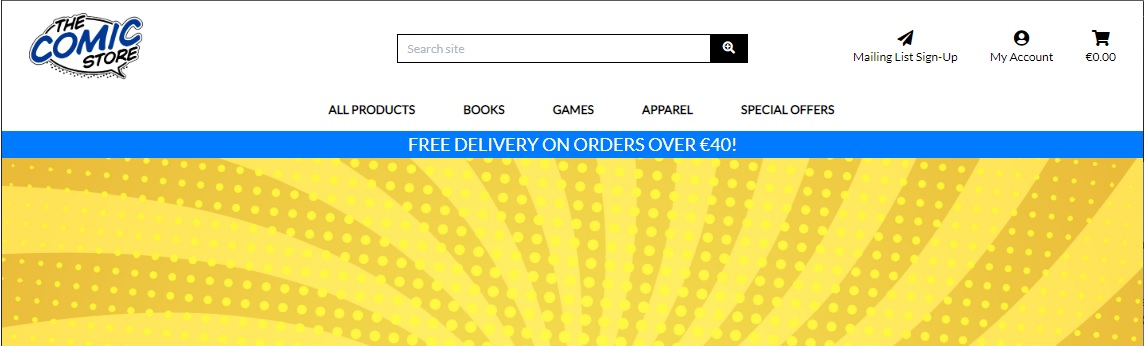 THE
COMIC
STORE
Search site
Mailing List Sign-Up
My Account
€0.00
ALL PRODUCTS
BOOKS
GAMES
APPAREL
SPECIAL OFFERS
FREE DELIVERY ON ORDERS OVER €40!